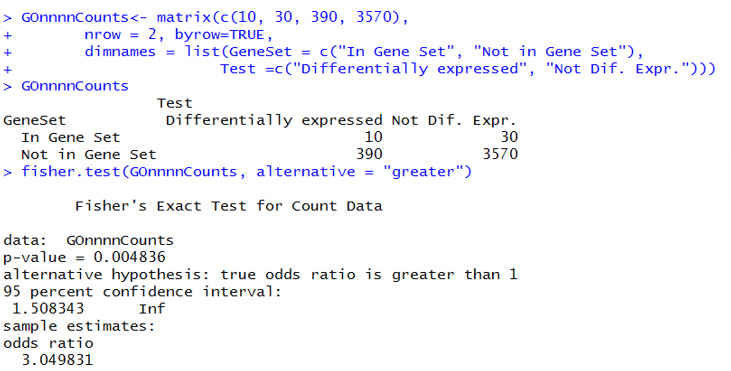 > GOnnnnCounts<- matrix(c(10, 30, 390, 3570),
+ nrow = 2, byrow=TRUE,
+ dimnames = list(GeneSet = c("In Gene Set", "Not in Gene Set"),
+ Test =c("Differentially expressed", "Not Dif. Expr.")))
> GOnnnnCounts
Test
GeneSet Differentially expressed Not Dif. Expr.
In Gene Set 10 30
Not in Gene Set 390 3570
> fisher.test(GOnnnnCounts, alternative = "greater")
Fisher's Exact Test for Count Data
data: GOnnnnCounts
p-value = 0.004836
alternative hypothesis: true odds ratio is greater than 1
95 percent confidence interval:
1.508343 Inf
sample estimates:
odds ratio
3.049831